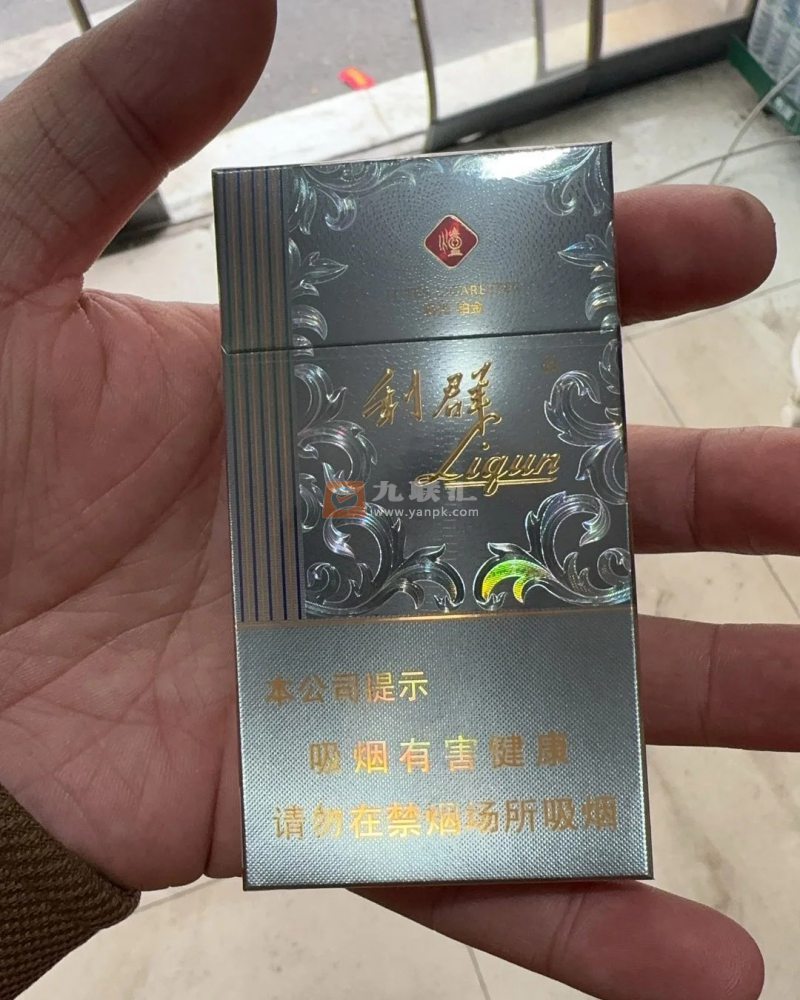 利群
Liqun
九联汇
www.yanpk.com
本公司提示
吸烟有害健康
请勿在禁烟场所吸烟